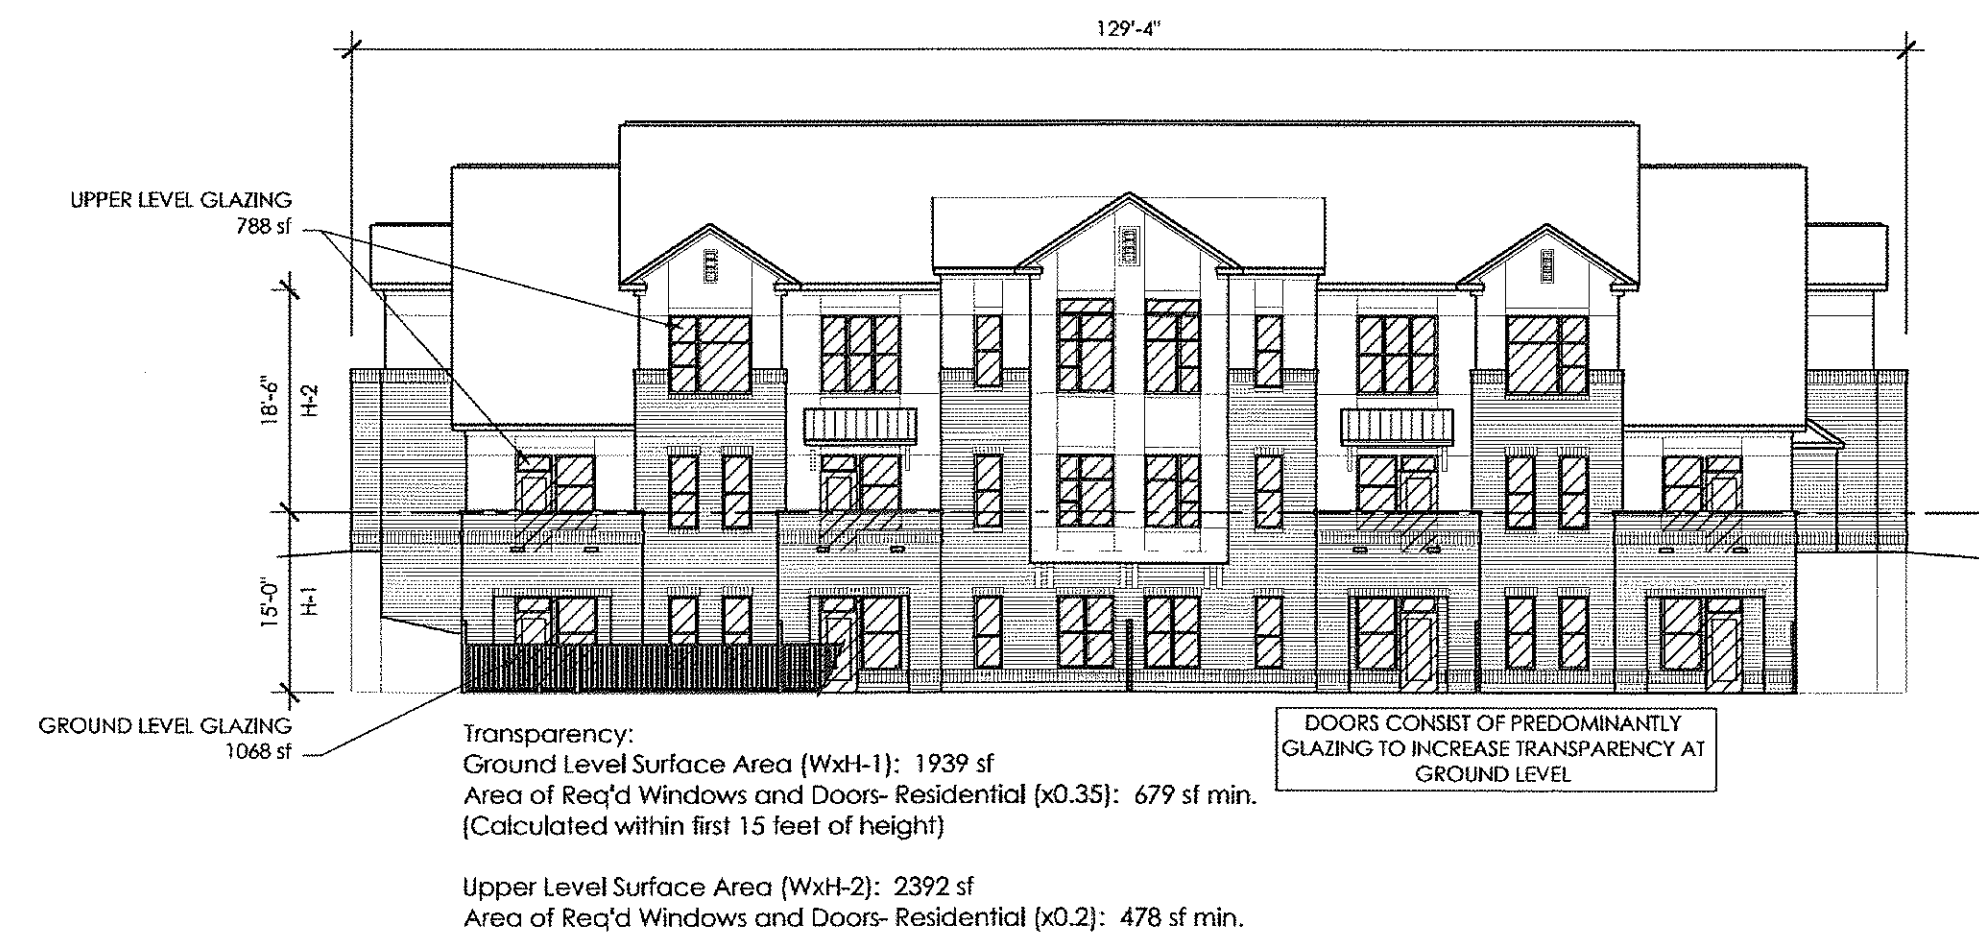 129'-4"
UPPER LEVEL GLAZING
788 sf
18'-6"
H-2
15'-0"
H-1
GROUND LEVEL GLAZING
1068 sf
DOORS CONSIST OF PREDOMINANTLY
GLAZING TO INCREASE TRANSPARENCY AT
GROUND LEVEL
Transparency:
Ground Level Surface Area (WxH-1): 1939 sf
Area of Req'd Windows and Doors- Residential (x0.35): 679 sf min.
(Calculated within first 15 feet of height)
Upper Level Surface Area (WxH-2): 2392 sf
Area of Req'd Windows and Doors- Residential (x0.2): 478 sf min.